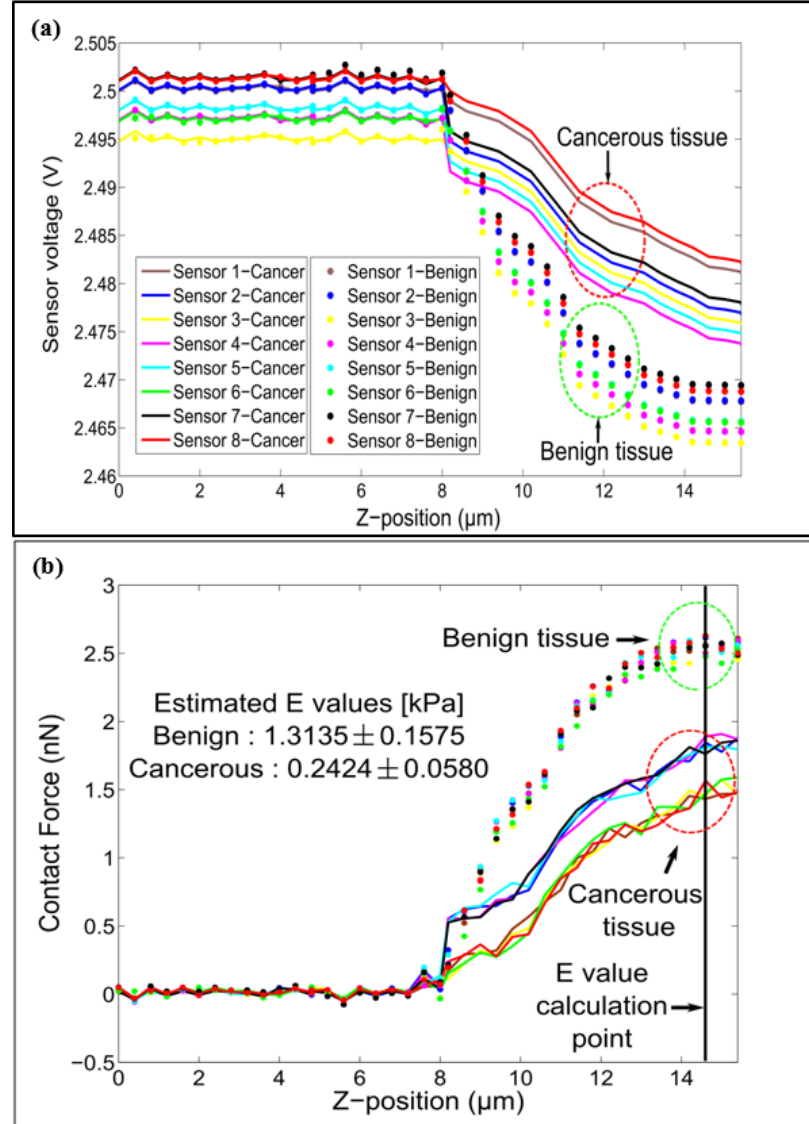 (a)
2.505
2.5
2.495
2.49
2.485
2.48
2.475
2.47
2.465
2.46
Sensor voltage (V)
Cancerous tissue
Sensor 1−Cancer
Sensor 2−Cancer
Sensor 3−Cancer
Sensor 4−Cancer
Sensor 5−Cancer
Sensor 6−Cancer
Sensor 7−Cancer
Sensor 8−Cancer
Sensor 1−Benign
Sensor 2−Benign
Sensor 3−Benign
Sensor 4−Benign
Sensor 5−Benign
Sensor 6−Benign
Sensor 7−Benign
Sensor 8−Benign
Benign tissue
0 2 4 6 8 10 12 14
Z−position (μm)
(b)
3
2.5
2
1.5
1
0.5
0
−0.5
Contact Force (nN)
Benign tissue
Estimated E values [kPa]
Benign : 1.3135 ± 0.1575
Cancerous : 0.2424 ± 0.0580
Cancerous
tissue
E value
calculation
point
0 2 4 6 8 10 12 14
Z−position (μm)